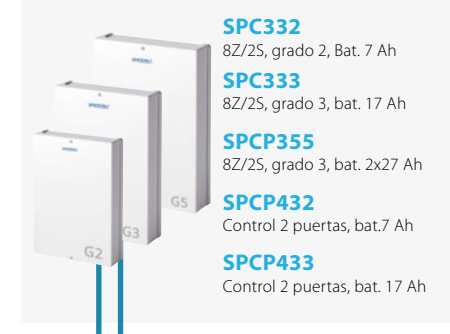 SPC332
8Z/2S, grado 2, Bat. 7 Ah
SPC333
8Z/2S, grado 3, bat. 17 Ah
SPCP355
8Z/2S, grado 3, bat. 2x27 Ah
SPCP432
Control 2 puertas, bat.7 Ah
SPCP433
Control 2 puertas, bat. 17 Ah
G5
G3
G2